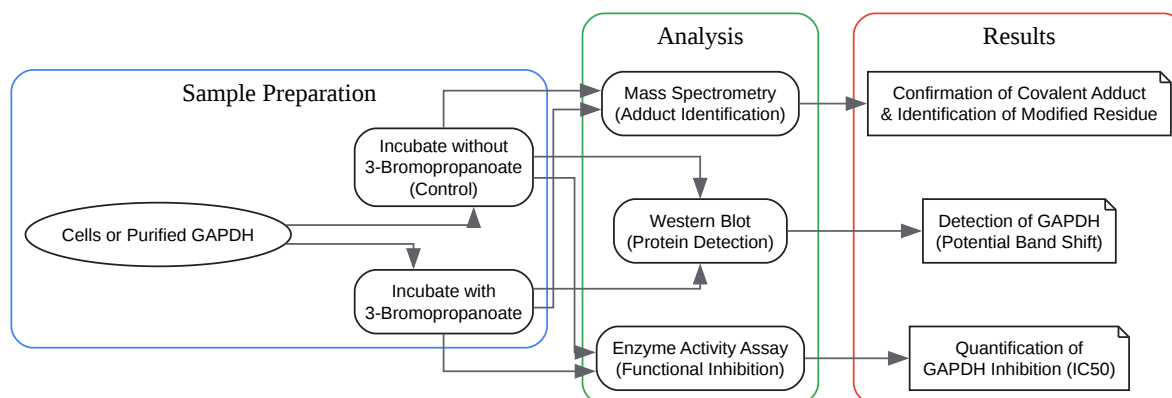 Sample Preparation
Cells or Purified GAPDH
Incubate without
3-Bromopropanoate
(Control)
Incubate with
3-Bromopropanoate
Analysis
Mass Spectrometry
(Adduct Identification)
Western Blot
(Protein Detection)
Enzyme Activity Assay
(Functional Inhibition)
Results
Confirmation of Covalent Adduct
& Identification of Modified Residue
Detection of GAPDH
(Potential Band Shift)
Quantification of
GAPDH Inhibition (IC50)